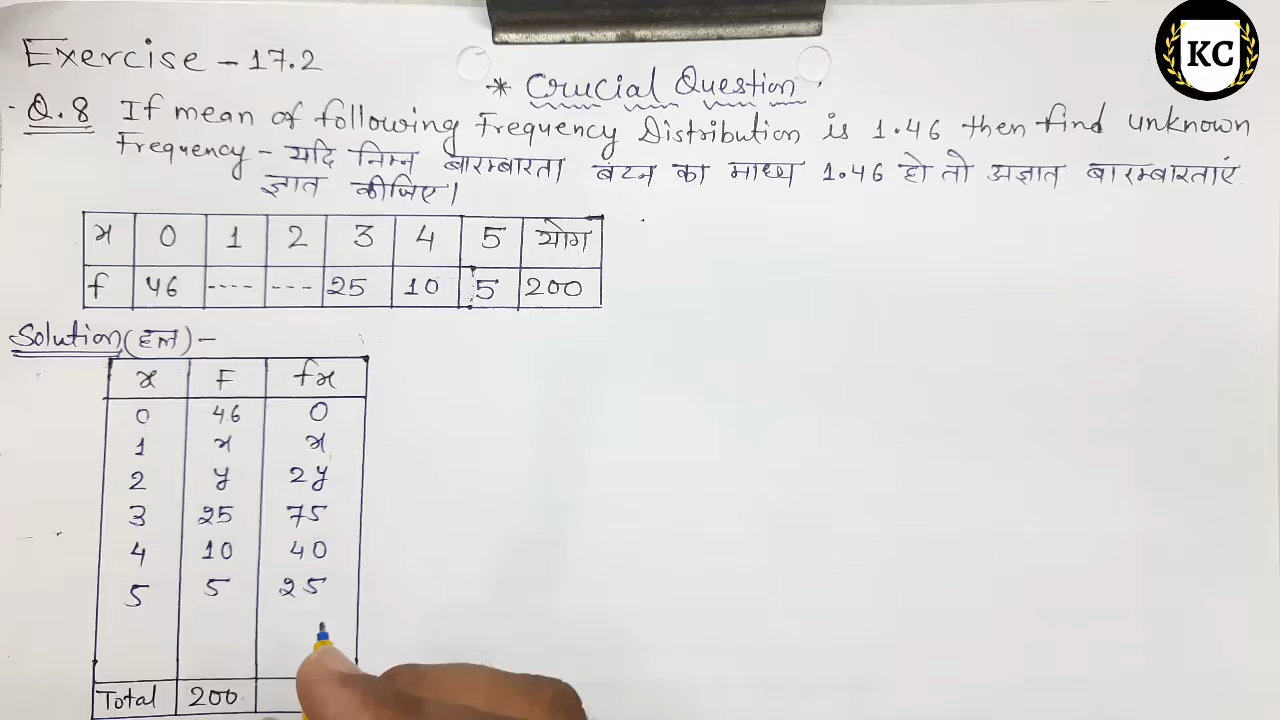 KC
Exercise - 17.2
* Crucial Question
Q.8 If mean of following Frequency Distribution is 1.46 then find unknown
Frequency - यदि निम्न बारम्बारता बंटन का माध्य 1.46 हो तो अज्ञात बारम्बारताएं
ज्ञात कीजिए।
x 0 1 2 3 4 5 योग
f 46 ---- --- 25 10 5 200
Solution (हल) -
x F fx
0 46 0
1 x x
2 y 2y
3 25 75
4 10 40
5 5 25
Total 200